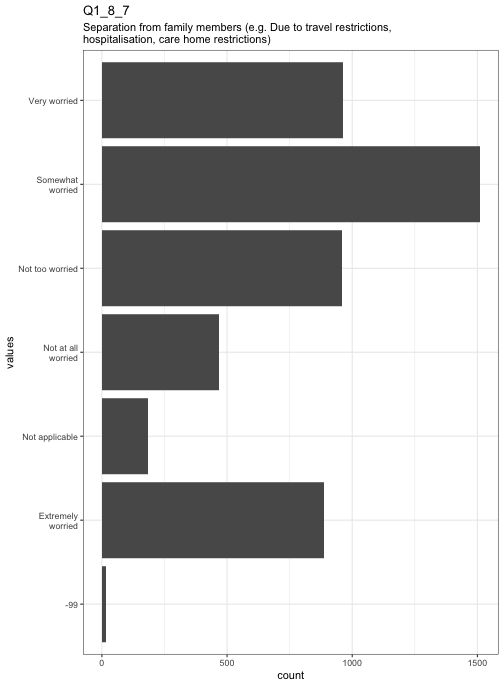 Q1_8_7
Separation from family members (e.g. Due to travel restrictions,
hospitalisation, care home restrictions)
Very worried
Somewhat
worried
Not too worried
Not at all
worried
Not applicable
Extremely
worried
-99
values
0 500 1000 1500
count